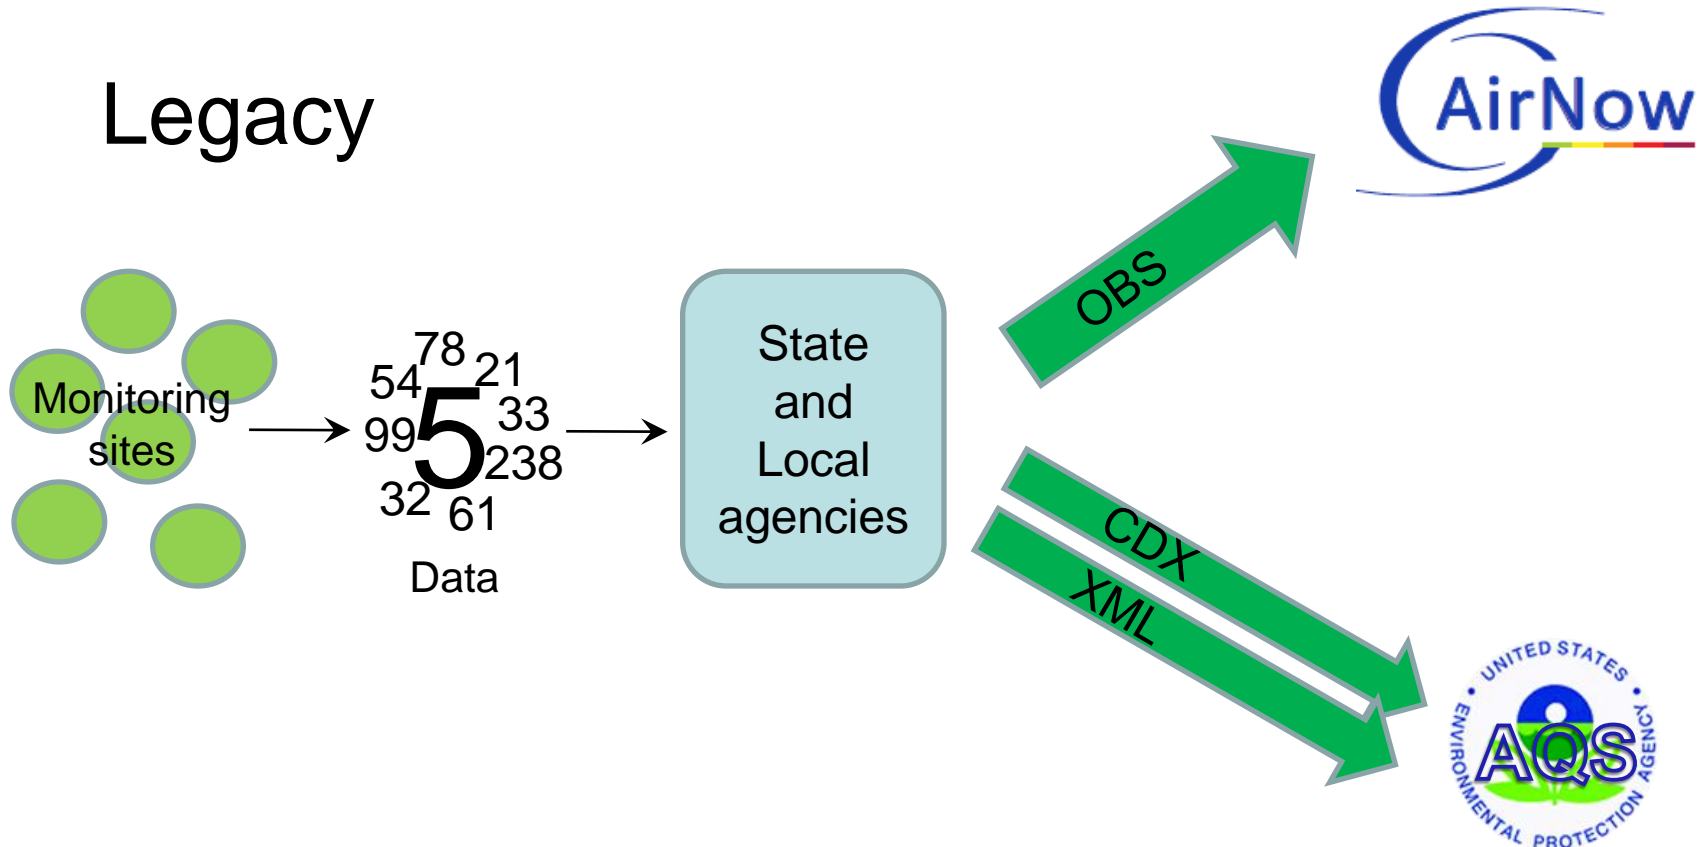 Legacy
AirNow
OBS
Monitoring
sites
78
54
21
5
33
99
238
32
61
Data
State
and
Local
agencies
CDX
XML
UNITED STATES
ENVIRONMENTAL PROTECTION AGENCY
AQS